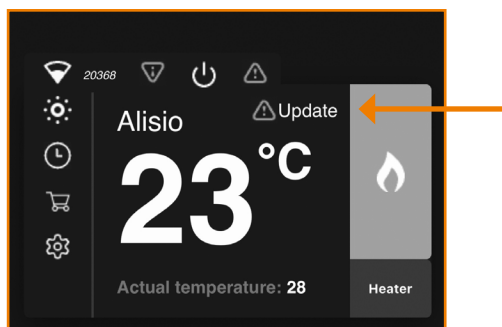 20368
Alisio
Update
23°C
Actual temperature: 28
Heater